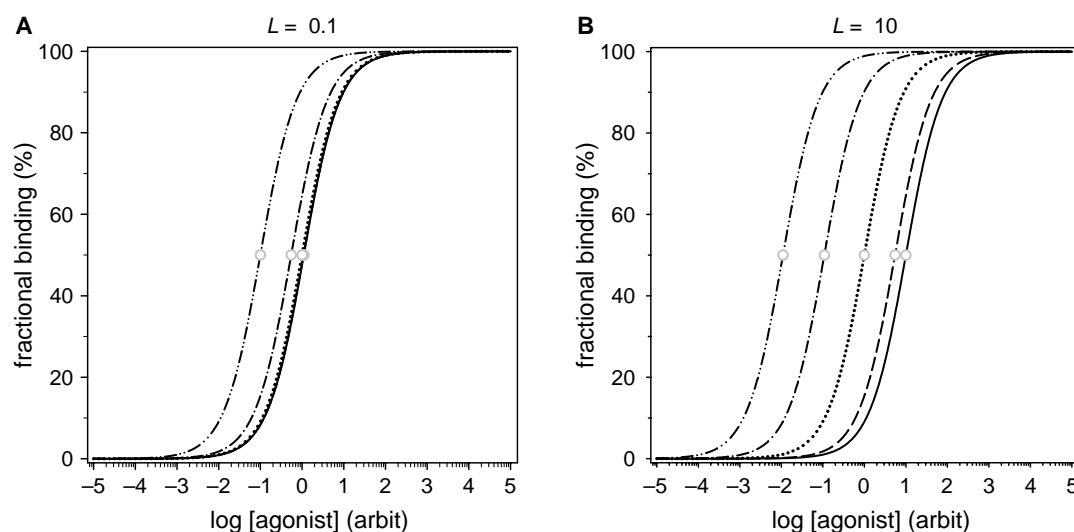 A
L = 0.1
100
80
60
40
20
0
fractional binding (%)
–5 –4 –3 –2 –1 0 1 2 3 4 5
log [agonist] (arbit)
B
L = 10
100
80
60
40
20
0
fractional binding (%)
–5 –4 –3 –2 –1 0 1 2 3 4 5
log [agonist] (arbit)